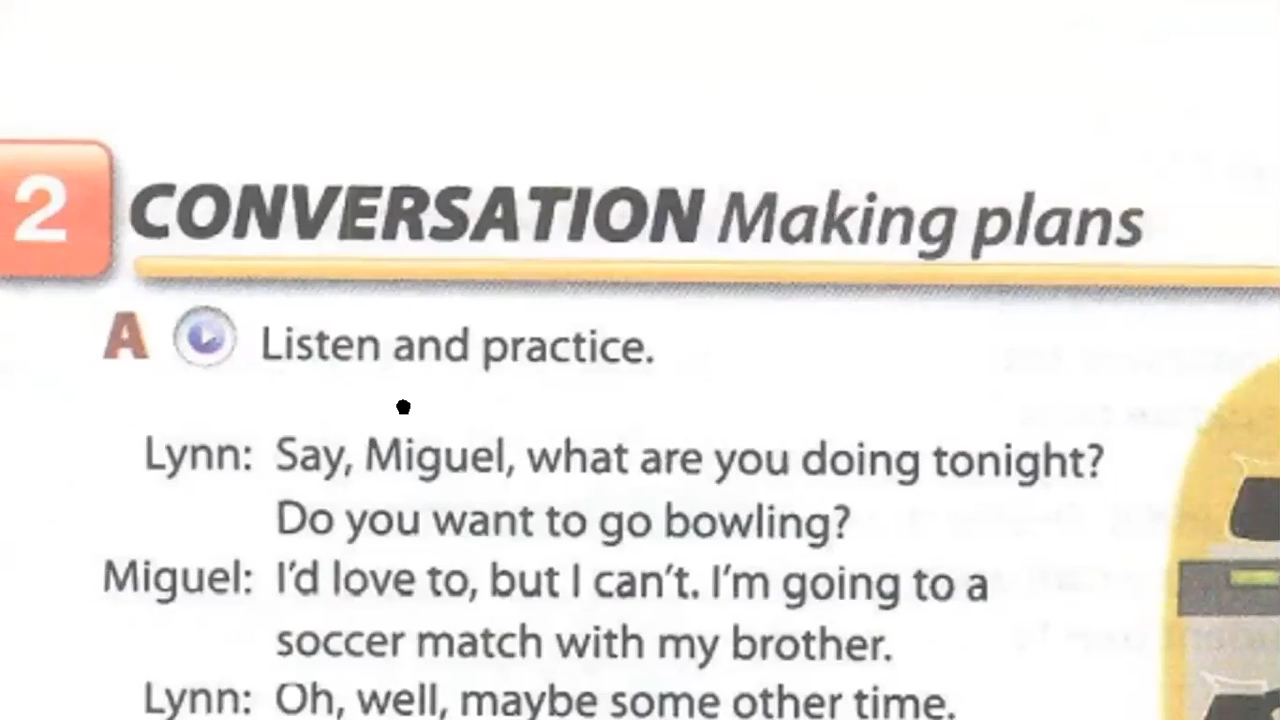 2 CONVERSATION Making plans
A Listen and practice.
Lynn: Say, Miguel, what are you doing tonight?
Do you want to go bowling?
Miguel: I'd love to, but I can't. I'm going to a
soccer match with my brother.
Lynn: Oh, well, maybe some other time.